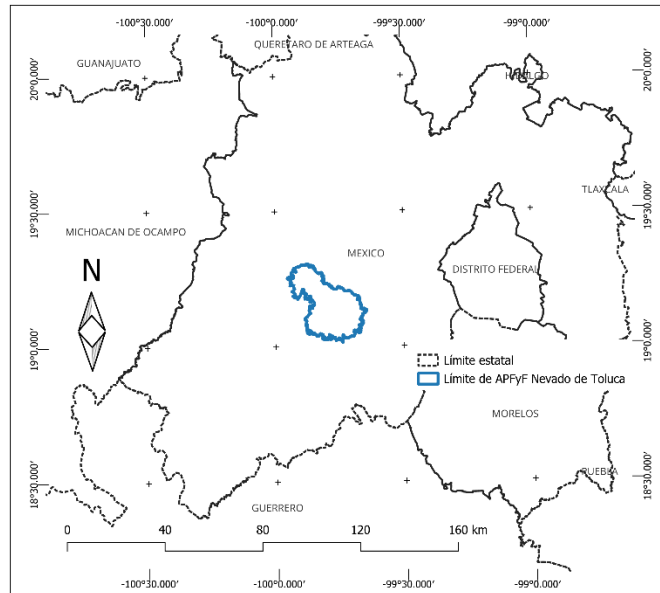 -100°30.000' -100°0.000' -99°30.000' -99°0.000'
QUERETARO DE ARTEAGA
GUANAJUATO
HIDALGO
20°0.000' 20°0.000'
TLAXCALA
19°30.000' 19°30.000'
MICHOACAN DE OCAMPO
MEXICO
DISTRITO FEDERAL
N
19°0.000' 19°0.000'
Límite estatal
Límite de APFyF Nevado de Toluca
MORELOS
PUEBLA
18°30.000' 18°30.000'
GUERRERO
0 40 80 120 160 km
-100°30.000' -100°0.000' -99°30.000' -99°0.000'